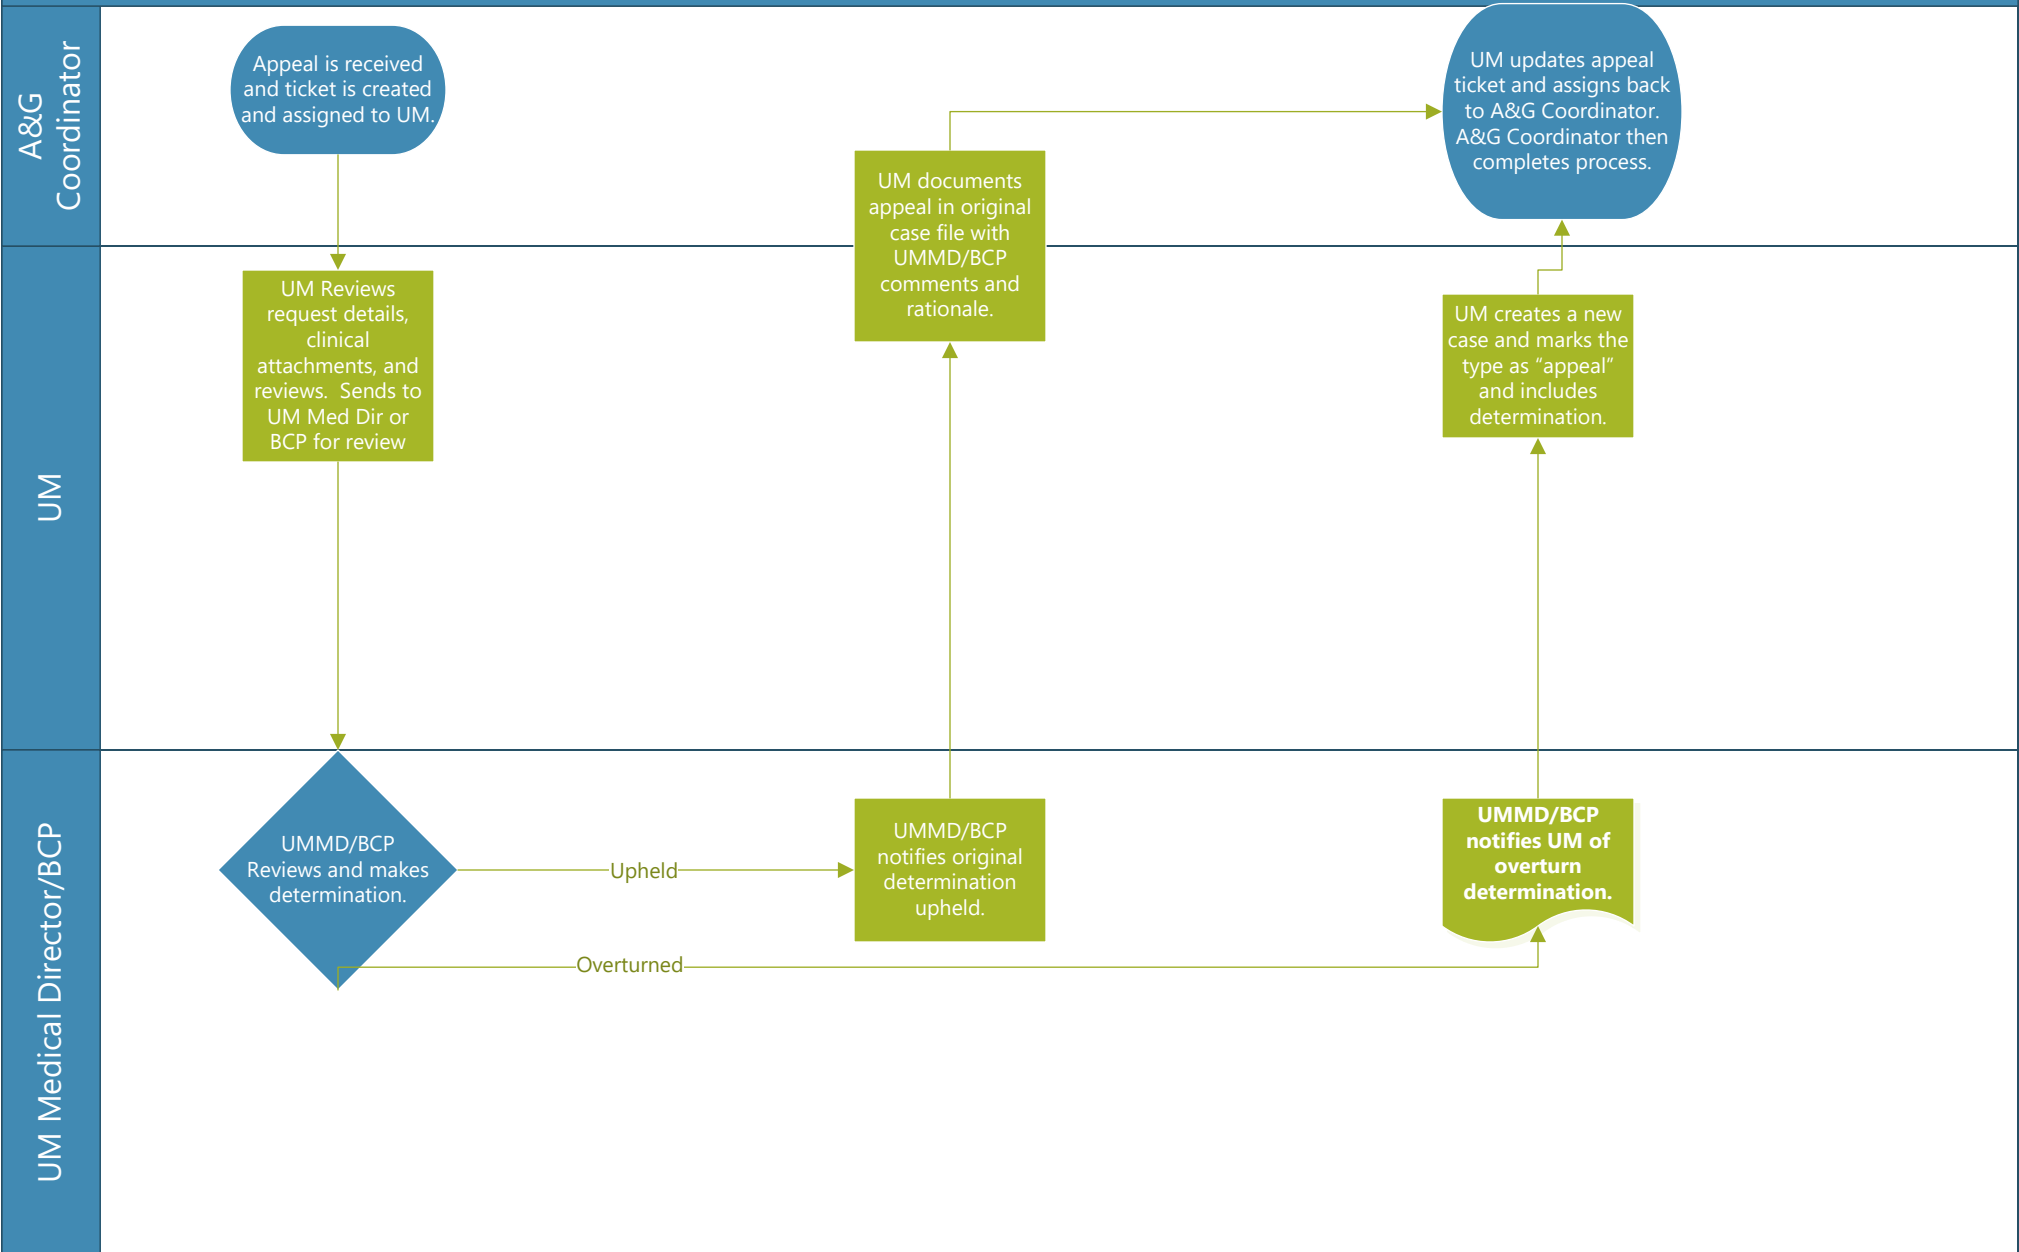 A&G
Coordinator
Appeal is received
and ticket is created
and assigned to UM.
UM updates appeal
ticket and assigns back
to A&G Coordinator.
A&G Coordinator then
completes process.
UM documents
appeal in original
case file with
UMMD/BCP
comments and
rationale.
UM
UM Reviews
request details,
clinical
attachments, and
reviews.  Sends to
UM Med Dir or
BCP for review
UM creates a new
case and marks the
type as “appeal”
and includes
determination.
UM Medical Director/BCP
UMMD/BCP
Reviews and makes
determination.
Upheld
UMMD/BCP
notifies original
determination
upheld.
UMMD/BCP
notifies UM of
overturn
determination.
Overturned